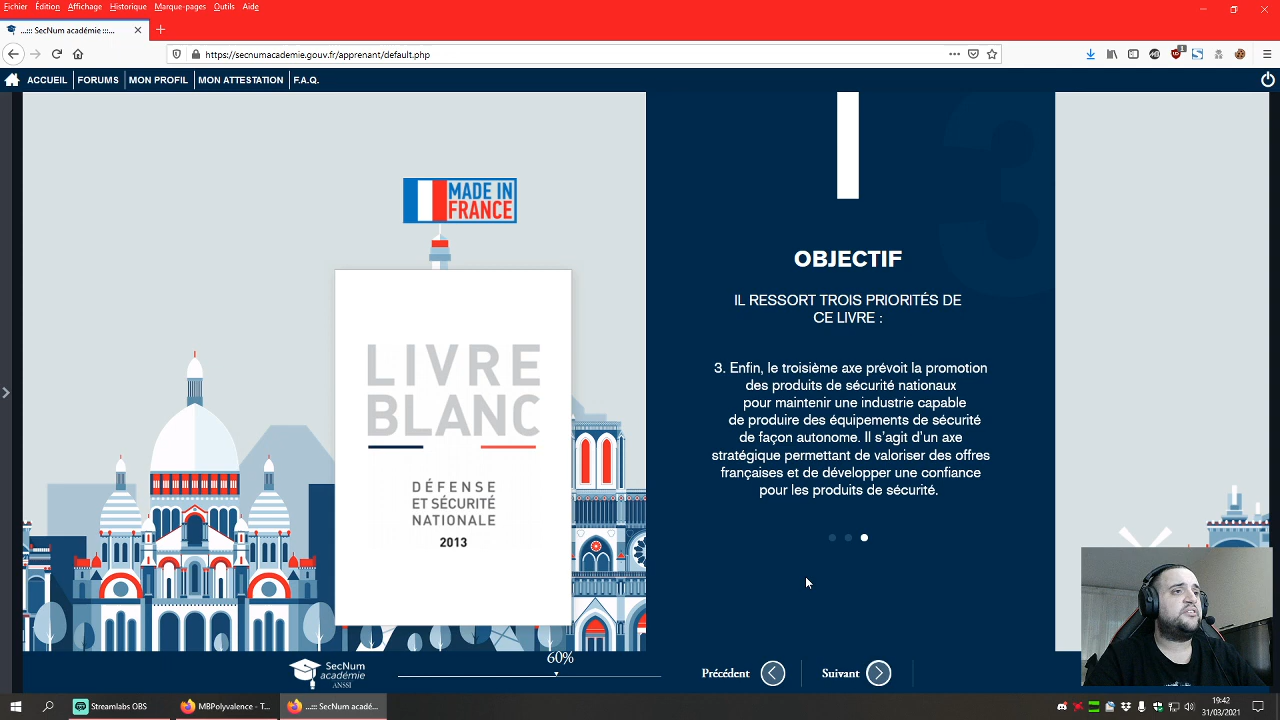 Fichier Édition Affichage Historique Marque-pages Outils Aide
...:: SecNum académie :::...
https://secnumacademie.gouv.fr/apprenant/default.php
1
ACCUEIL FORUMS MON PROFIL MON ATTESTATION F.A.Q.
MADE IN
FRANCE
LIVRE
BLANC
DÉFENSE
ET SÉCURITÉ
NATIONALE
2013
3
OBJECTIF
IL RESSORT TROIS PRIORITÉS DE
CE LIVRE :
3. Enfin, le troisième axe prévoit la promotion
des produits de sécurité nationaux
pour maintenir une industrie capable
de produire des équipements de sécurité
de façon autonome. Il s'agit d'un axe
stratégique permettant de valoriser des offres
françaises et de développer une confiance
pour les produits de sécurité.
SecNum
académie
ANSSI
60%
Précédent
Suivant
Streamlabs OBS
MBPolyvalence - T...
...:: SecNum acadé...
19:42
31/03/2021